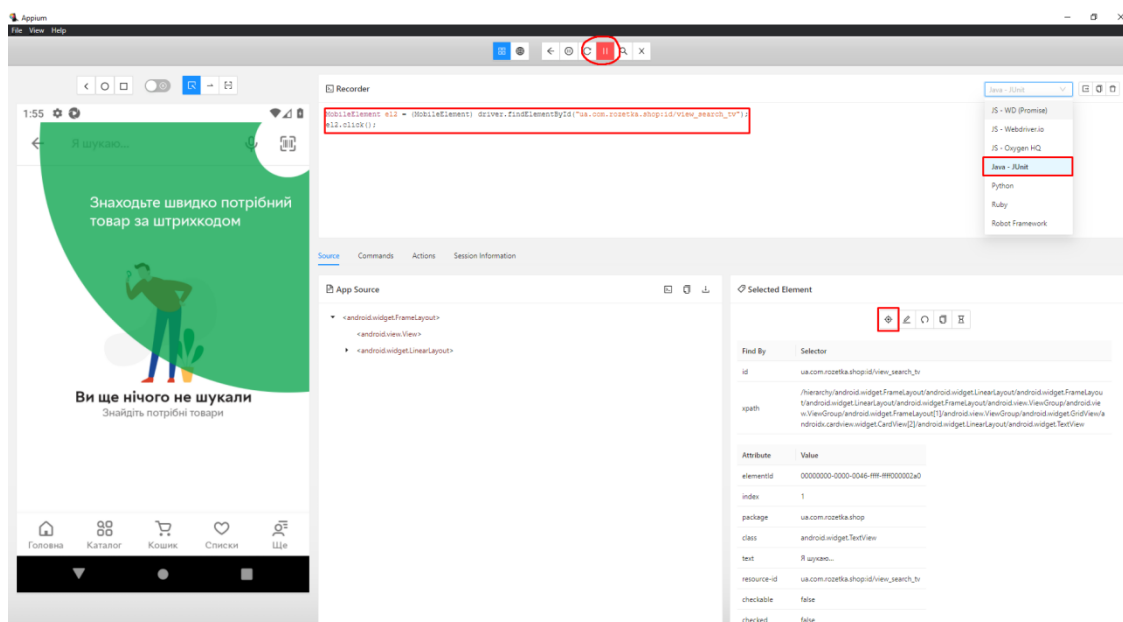 Appium
File View Help
Recorder
Java - JUnit
MobileElement el2 = (MobileElement) driver.findElementById("ua.com.rozetka.shop:id/view_search_tv");
el2.click();
JS - WD (Promise)
JS - Webdriver.io
JS - Oxygen HQ
Java - JUnit
Python
Ruby
Robot Framework
1:55
Я шукаю...
Знаходьте швидко потрібний
товар за штрихкодом
Ви ще нічого не шукали
Знайдіть потрібні товари
Головна Каталог Кошик Списки Ще
Source Commands Actions Session Information
App Source
<android.widget.FrameLayout>
<android.view.View>
<android.widget.LinearLayout>
Selected Element
Find By Selector
id ua.com.rozetka.shop:id/view_search_tv
xpath /hierarchy/android.widget.FrameLayout/android.widget.LinearLayout/android.widget.FrameLayou
t/android.widget.LinearLayout/android.widget.FrameLayout/android.view.ViewGroup/android.vie
w.ViewGroup/android.widget.FrameLayout[1]/android.view.ViewGroup/android.widget.GridView/a
ndroidx.cardview.widget.CardView[2]/android.widget.LinearLayout/android.widget.TextView
Attribute Value
elementId 00000000-0000-0046-ffff-ffff000002a0
index 1
package ua.com.rozetka.shop
class android.widget.TextView
text Я шукаю...
resource-id ua.com.rozetka.shop:id/view_search_tv
checkable false
checked false